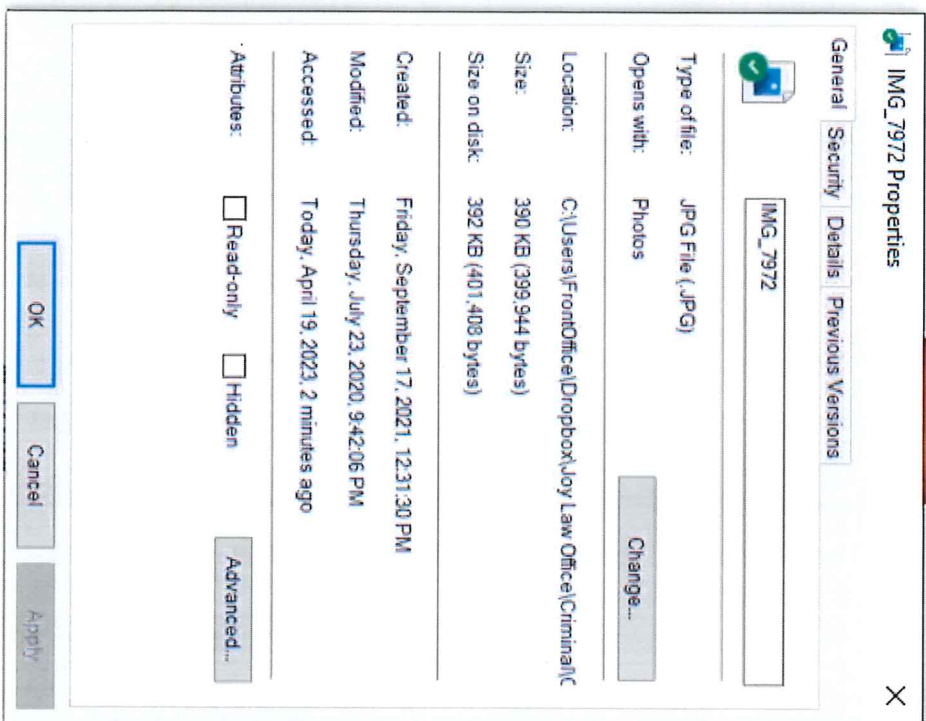 IMG_7972 Properties
General Security Details Previous Versions
IMG_7972
Type of file: JPG File (.JPG)
Opens with: Photos Change...
Location: C:\Users\FrontOffice\Dropbox\Joy Law Office\Criminal\C
Size: 390 KB (399,944 bytes)
Size on disk: 392 KB (401,408 bytes)
Created: Friday, September 17, 2021, 12:31:30 PM
Modified: Thursday, July 23, 2020, 9:42:06 PM
Accessed: Today, April 19, 2023, 2 minutes ago
Attributes: Read-only Hidden Advanced...
OK Cancel Apply